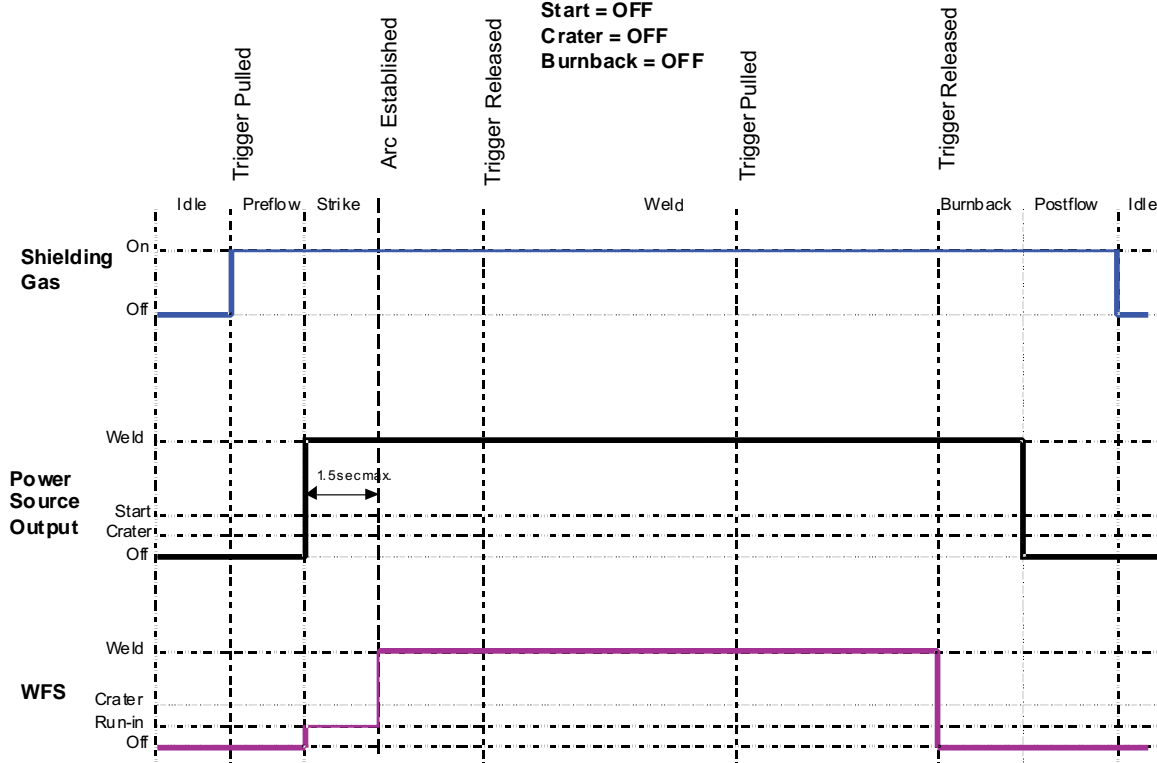 Start = OFF
Crater = OFF
Burnback = OFF
Trigger Pulled
Arc Established
Trigger Released
Trigger Pulled
Trigger Released
Idle Preflow Strike Weld Burnback Postflow Idle
Shielding
Gas
On
Off
Power
Source
Output
Weld
1.5secmax.
Start
Crater
Off
WFS
Weld
Crater
Run-in
Off